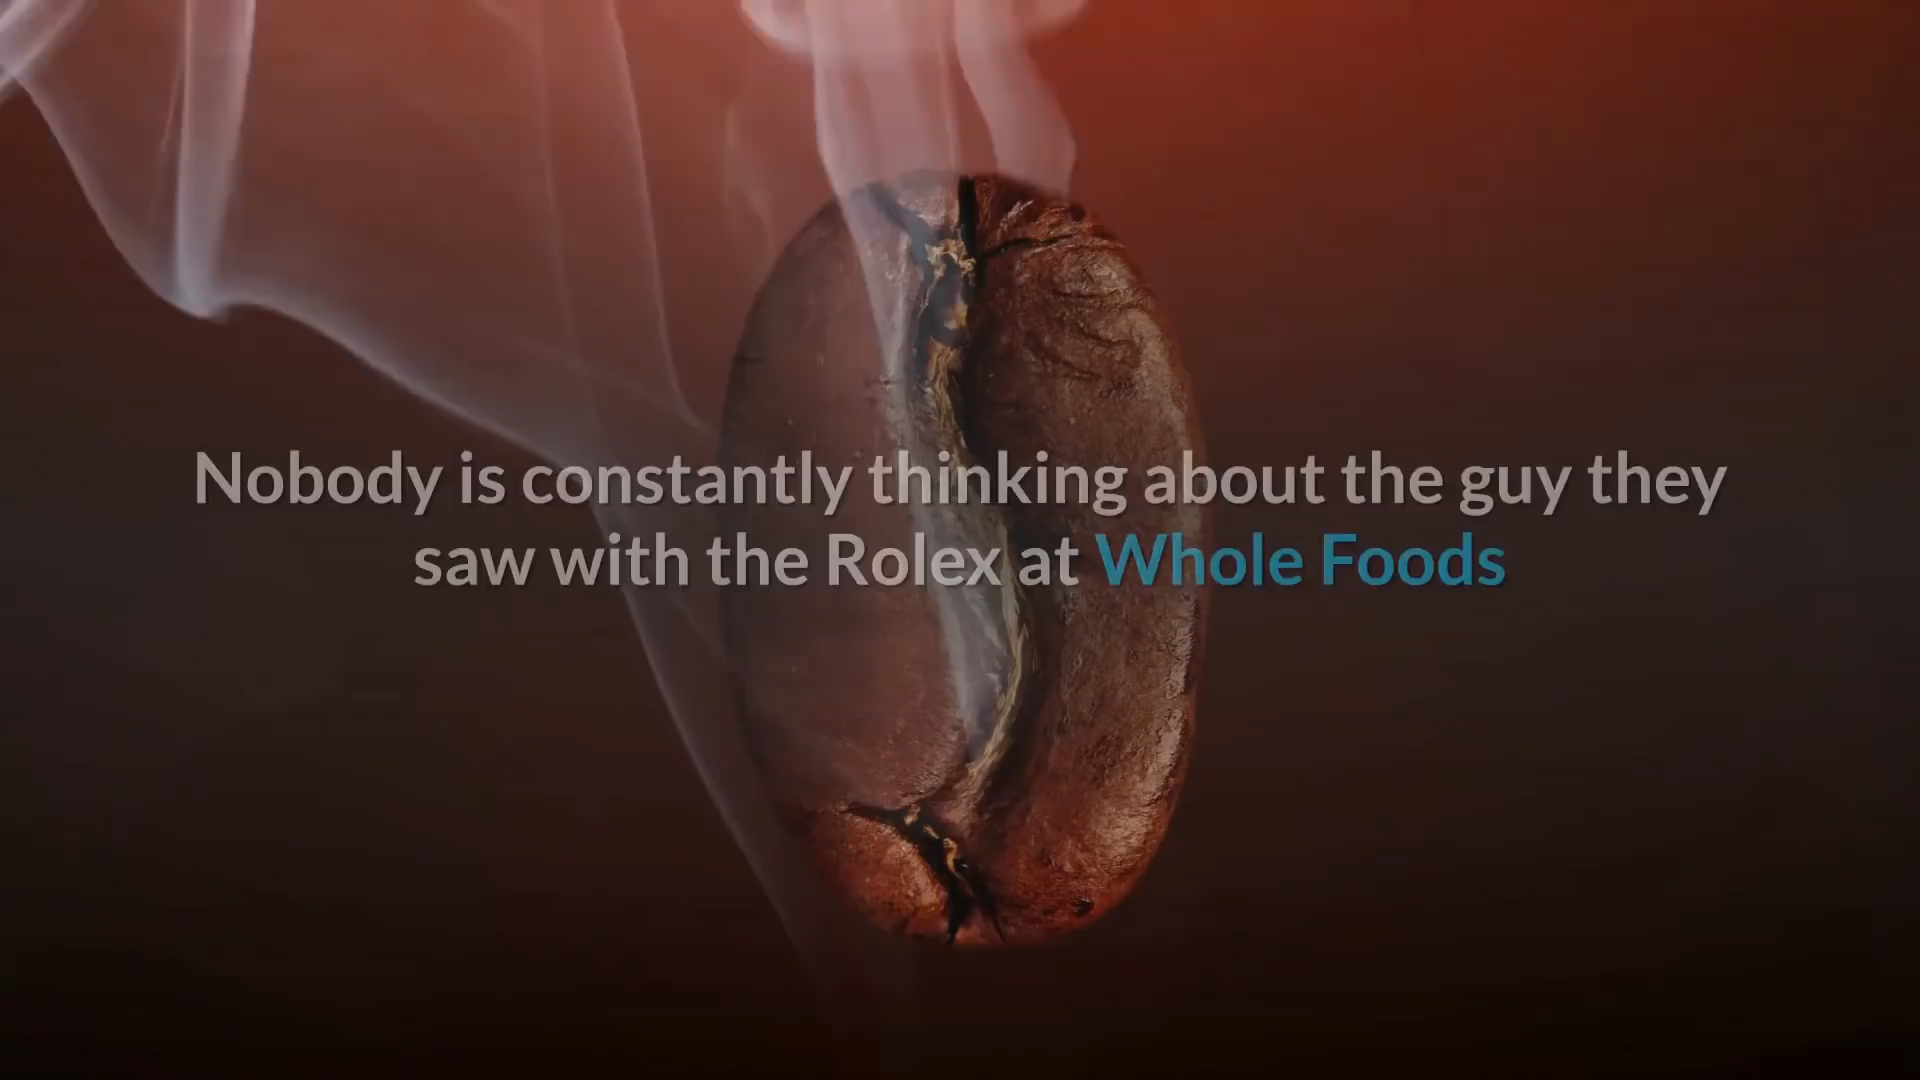 Nobody is constantly thinking about the guy they
saw with the Rolex at Whole Foods